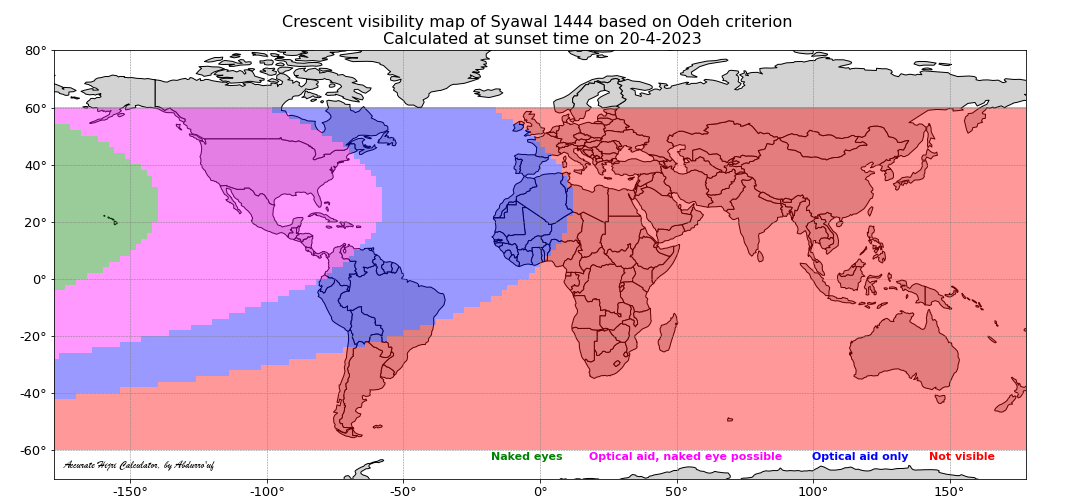 Crescent visibility map of Syawal 1444 based on Odeh criterion
Calculated at sunset time on 20-4-2023
80°
60°
40°
20°
0°
-20°
-40°
-60°
Accurate Hijri Calculator, by Abdurro'uf
Naked eyes Optical aid, naked eye possible Optical aid only Not visible
-150° -100° -50° 0° 50° 100° 150°